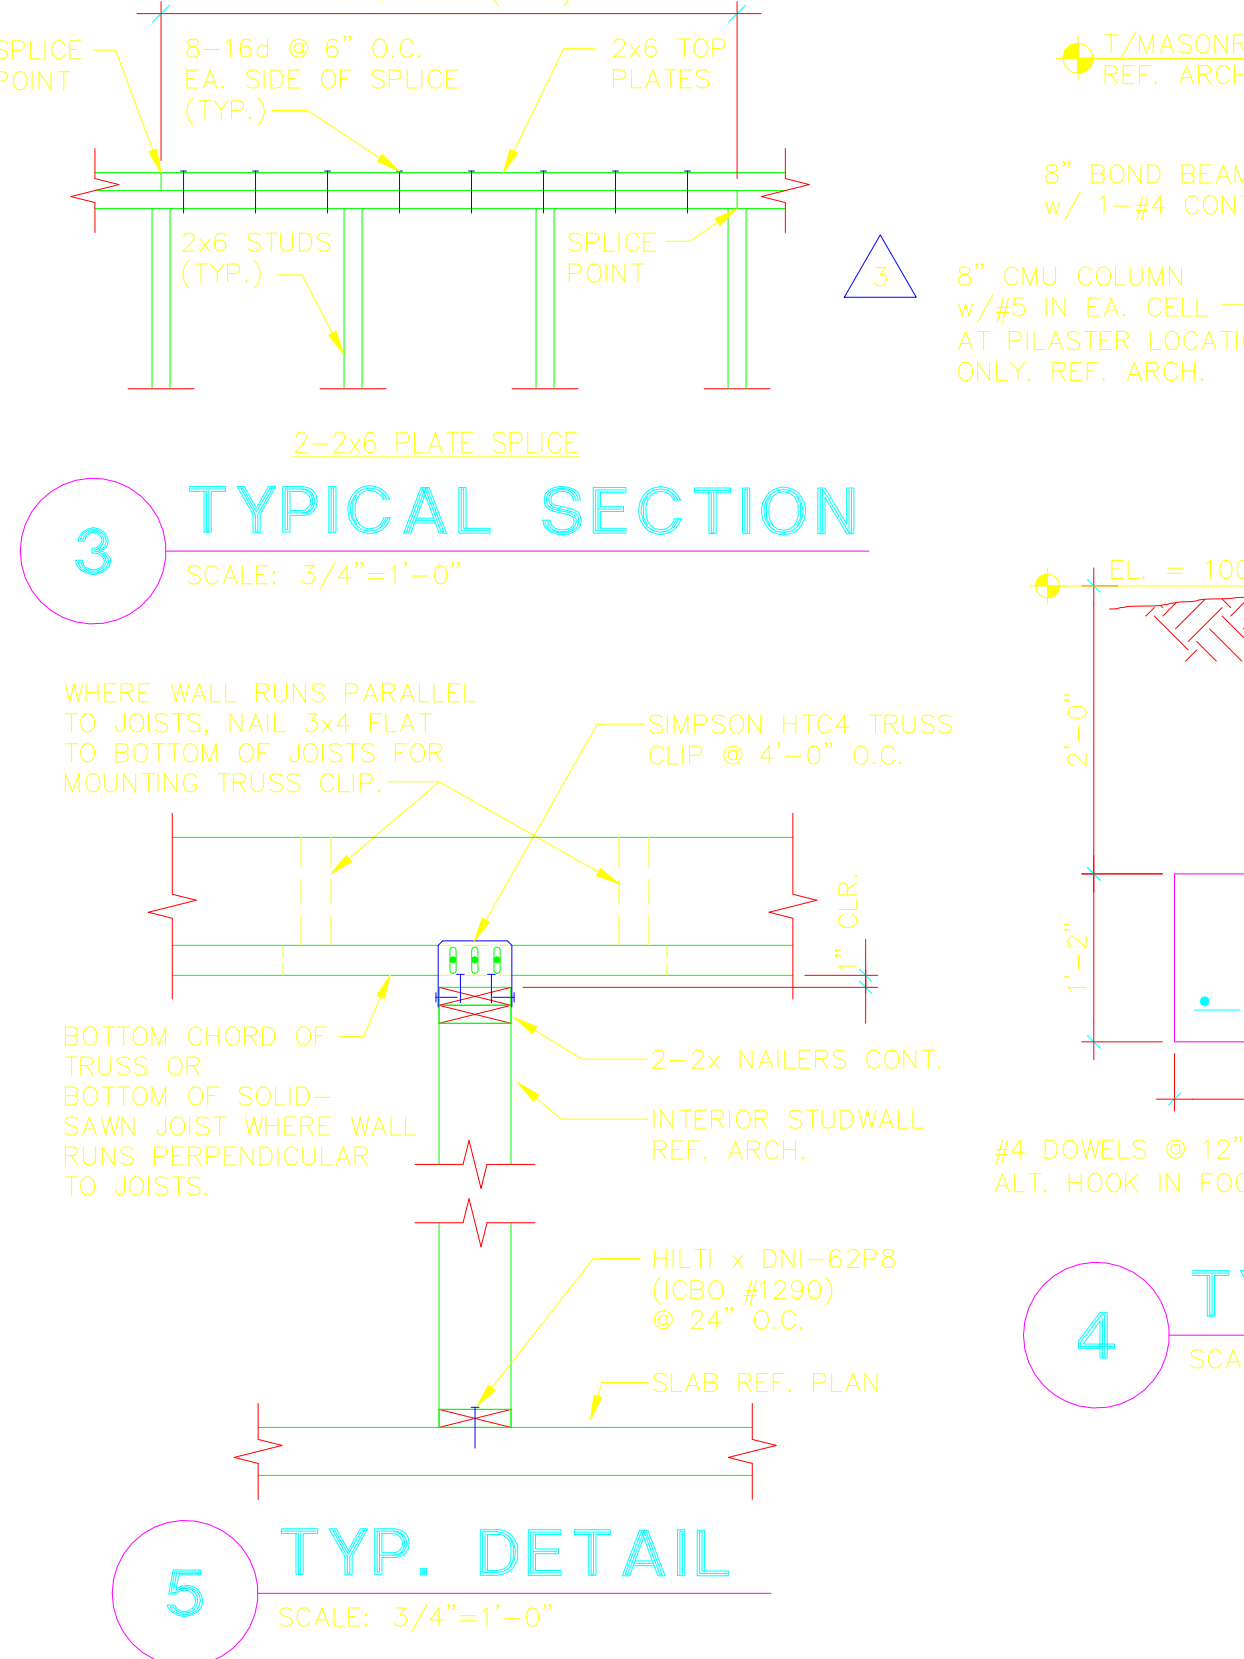 SPLICE
POINT
8-16d @ 6" O.C.
EA. SIDE OF SPLICE
(TYP.)
2x6 TOP
PLATES
2x6 STUDS
(TYP.)
SPLICE
POINT
2-2x6 PLATE SPLICE
3
TYPICAL SECTION
SCALE: 3/4"=1'-0"
T/MASONR
REF. ARCH
8" BOND BEAM
w/ 1-#4 CONT
3
8" CMU COLUMN
w/#5 IN EA. CELL
AT PILASTER LOCATIO
ONLY. REF. ARCH.
EL. = 100
2'-0"
1'-2"
#4 DOWELS @ 12"
ALT. HOOK IN FOO
4
TY
SCA
WHERE WALL RUNS PARALLEL
TO JOISTS, NAIL 3x4 FLAT
TO BOTTOM OF JOISTS FOR
MOUNTING TRUSS CLIP.
SIMPSON HTC4 TRUSS
CLIP @ 4'-0" O.C.
1" CLR.
BOTTOM CHORD OF
TRUSS OR
BOTTOM OF SOLID-
SAWN JOIST WHERE WALL
RUNS PERPENDICULAR
TO JOISTS.
2-2x NAILERS CONT.
INTERIOR STUDWALL
REF. ARCH.
HILTI x DNI-62P8
(ICBO #1290)
@ 24" O.C.
SLAB REF. PLAN
5
TYP. DETAIL
SCALE: 3/4"=1'-0"